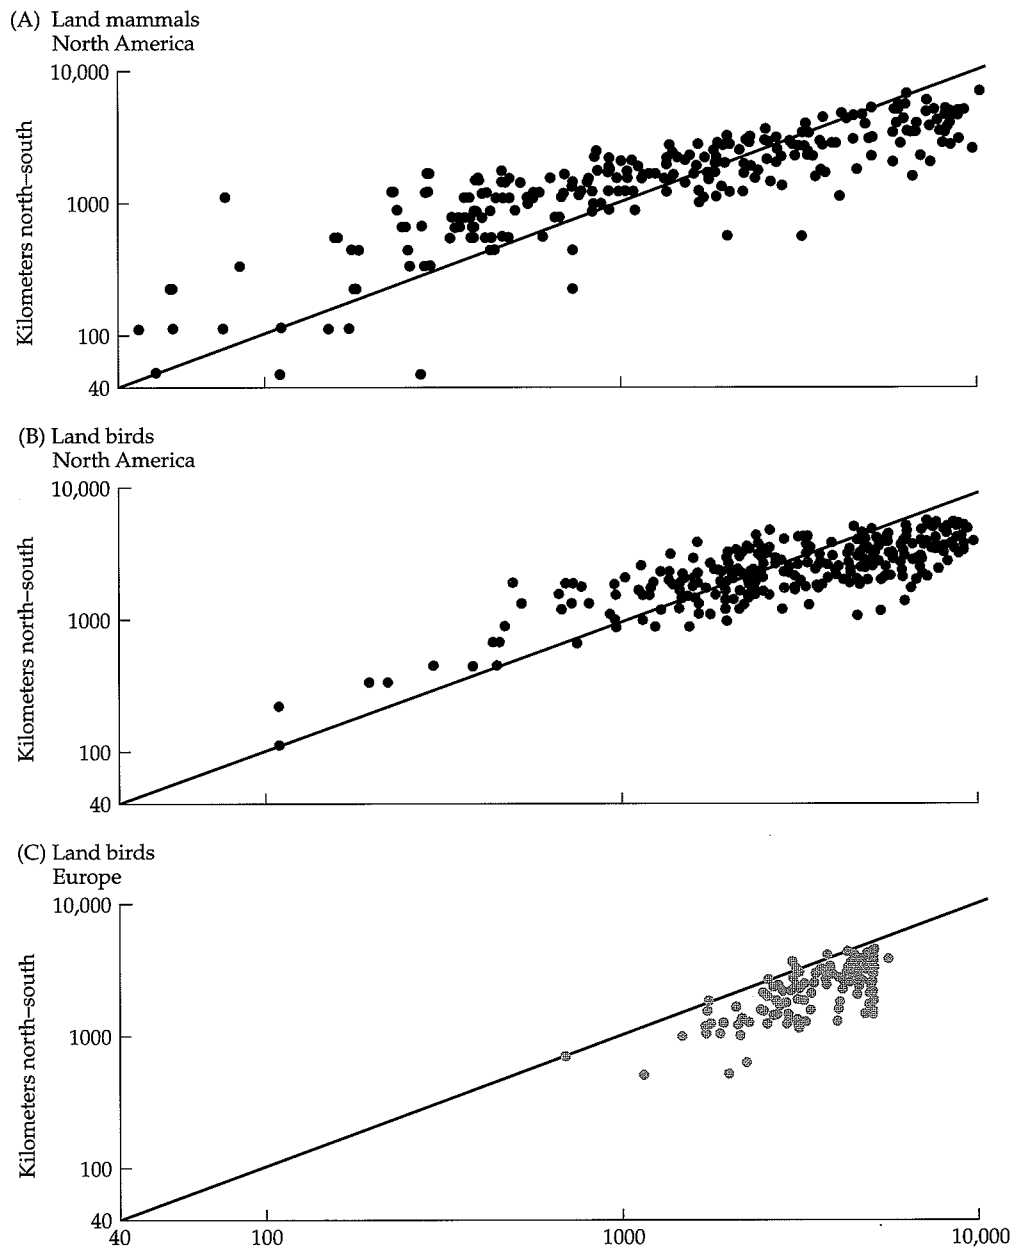 (A) Land mammals
North America
10,000
1000
100
40
Kilometers north–south
(B) Land birds
North America
10,000
1000
100
40
Kilometers north–south
(C) Land birds
Europe
10,000
1000
100
40
Kilometers north–south
40 100 1000 10,000